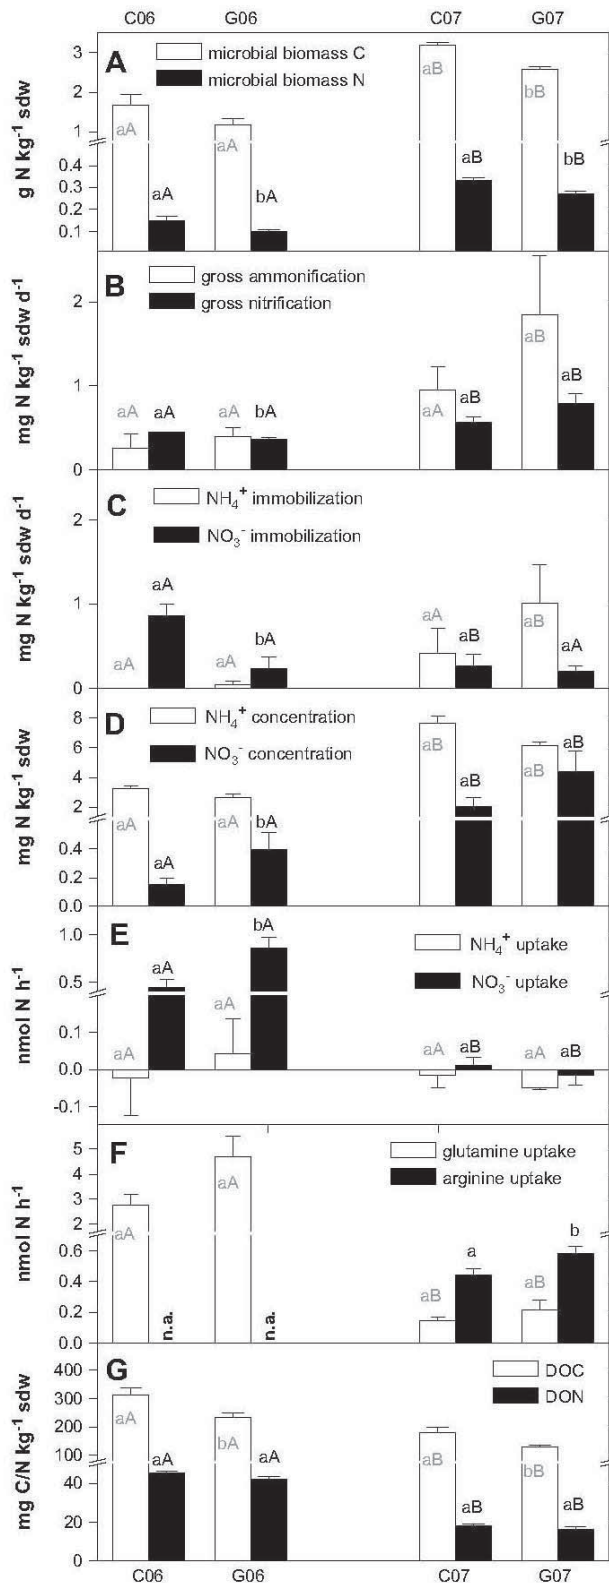 C06 G06 C07 G07
A
microbial biomass C
microbial biomass N
g N kg⁻¹ sdw
3
2
1
0.4
0.3
0.2
0.1
aA aA aA bA aB aB bB bB
B
gross ammonification
gross nitrification
mg N kg⁻¹ sdw d⁻¹
2
1
0
aA aA aA bA aA aB aB aB
C
NH₄⁺ immobilization
NO₃⁻ immobilization
mg N kg⁻¹ sdw d⁻¹
2
1
0
aA aA aA bA aA aB aB aA
D
NH₄⁺ concentration
NO₃⁻ concentration
mg N kg⁻¹ sdw
8
6
4
2
0.4
0.2
0.0
aA aA aA bA aB aB aB aB
E
NH₄⁺ uptake
NO₃⁻ uptake
nmol N h⁻¹
1.0
0.5
0.1
0.0
-0.1
aA aA aA bA aA aB aA aB
F
glutamine uptake
arginine uptake
nmol N h⁻¹
5
4
3
2
0.6
0.4
0.2
0.0
aA n.a. aA n.a. aB a aB b
G
DOC
DON
mg C/N kg⁻¹ sdw
400
300
200
100
40
20
0
aA aA bA aA aB aB bB aB
C06 G06 C07 G07